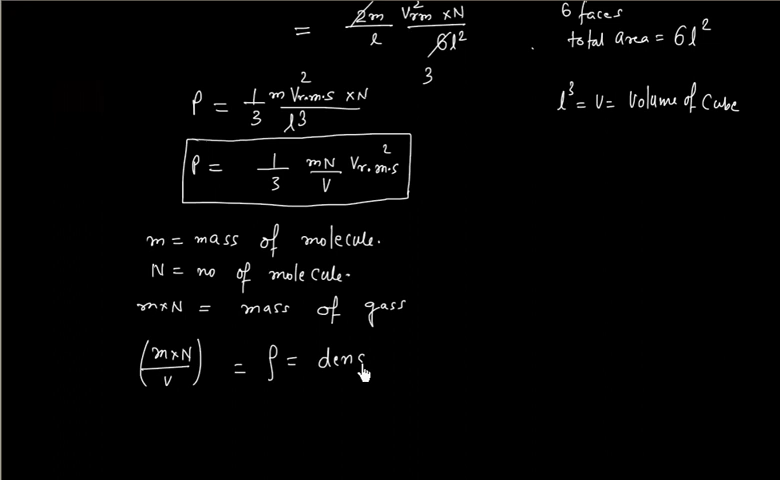 = 2m/l Vrm² × N / 6l²
3
6 faces
total area = 6l²
P = 1/3 m Vr.m.s² × N / l³
l³ = V = Volume of Cube
P = 1/3 mN/V Vr.m.s²
m = mass of molecule.
N = no of molecule.
m×N = mass of gass
(m×N/V) = ρ = dens